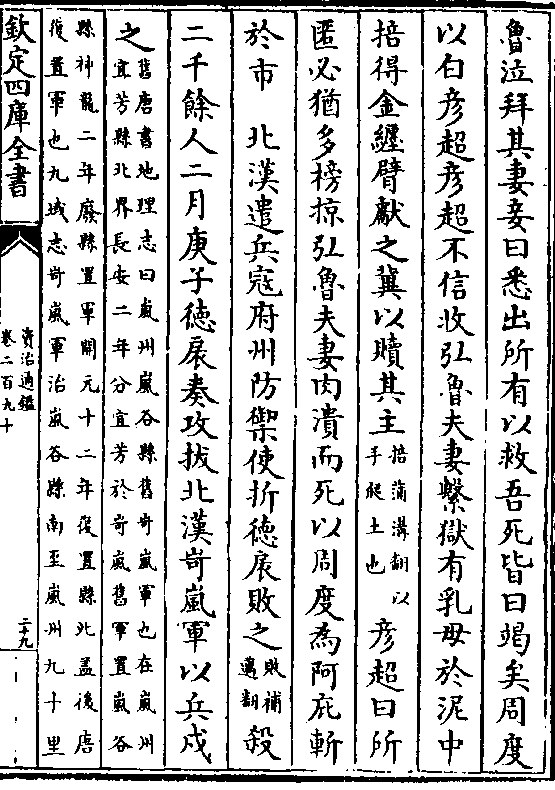 魯泣拜其妻妾曰悉出所有以救吾死皆曰竭矣周度
以白彦超彦超不信收弘魯夫妻繫獄有乳母於泥中
掊得金纏臂獻之冀以贖其主掊蒲溝翻以手爬土也彦超曰所
匿必猶多榜掠弘魯夫妻肉潰而死以周度為阿庇斬
於市 北漢遣兵寇府州防禦使折德扆敗之敗補邁翻殺
二千餘人二月庚子德扆奏攻拔北漢岢嵐軍以兵戍
之舊唐書地理志曰嵐州嵐谷縣舊岢嵐軍也在嵐州宜芳縣北界長安二年分宜芳於岢嵐舊軍置嵐谷
縣神龍二年廢縣置軍開元十二年復置縣此盖後唐復置軍也九域志岢嵐軍治嵐谷縣南至嵐州九十里
欽定四庫全書
資治通鑑
卷二百九十
二十九